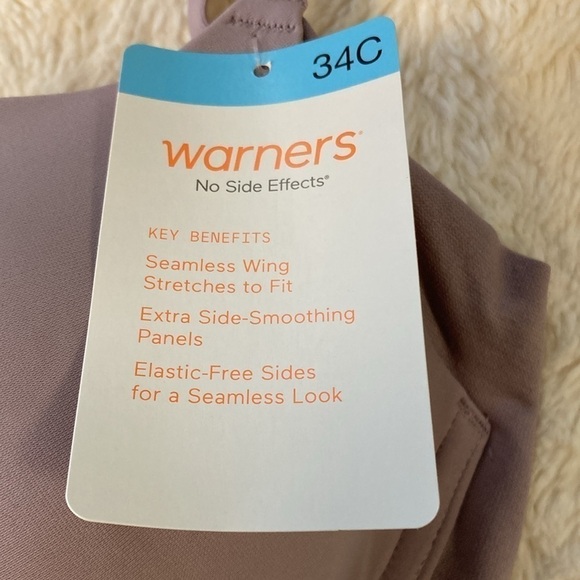 34C
warners®
No Side Effects®
KEY BENEFITS
Seamless Wing
Stretches to Fit
Extra Side-Smoothing
Panels
Elastic-Free Sides
for a Seamless Look